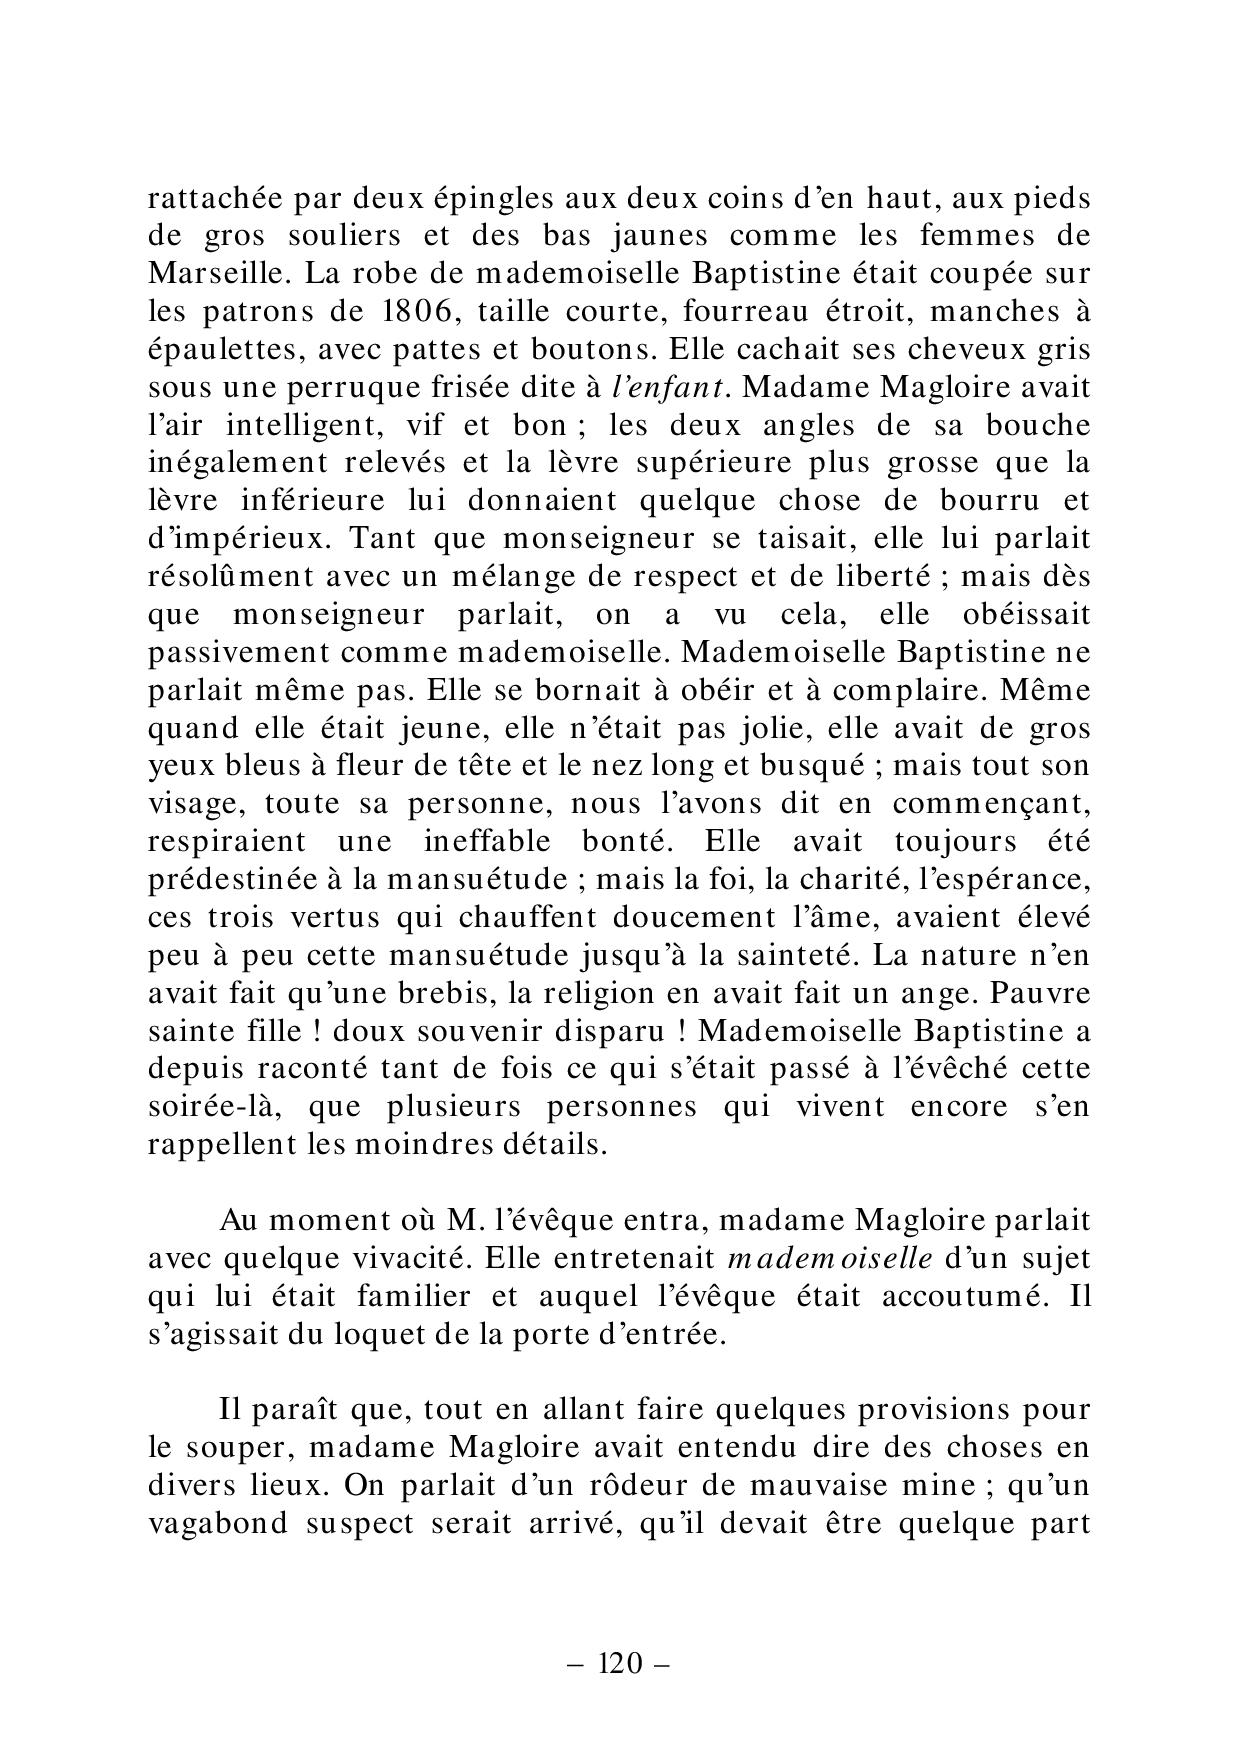 rattachée par deux épingles aux deux coins d’en haut, aux pieds
de gros souliers et des bas jaunes comme les femmes de
Marseille. La robe de mademoiselle Baptistine était coupée sur
les patrons de 1806, taille courte, fourreau étroit, manches à
épaulettes, avec pattes et boutons. Elle cachait ses cheveux gris
sous une perruque frisée dite à l’enfant. Madame Magloire avait
l’air intelligent, vif et bon ; les deux angles de sa bouche
inégalement relevés et la lèvre supérieure plus grosse que la
lèvre inférieure lui donnaient quelque chose de bourru et
d’impérieux. Tant que monseigneur se taisait, elle lui parlait
résolûment avec un mélange de respect et de liberté ; mais dès
que monseigneur parlait, on a vu cela, elle obéissait
passivement comme mademoiselle. Mademoiselle Baptistine ne
parlait même pas. Elle se bornait à obéir et à complaire. Même
quand elle était jeune, elle n’était pas jolie, elle avait de gros
yeux bleus à fleur de tête et le nez long et busqué ; mais tout son
visage, toute sa personne, nous l’avons dit en commençant,
respiraient une ineffable bonté. Elle avait toujours été
prédestinée à la mansuétude ; mais la foi, la charité, l’espérance,
ces trois vertus qui chauffent doucement l’âme, avaient élevé
peu à peu cette mansuétude jusqu’à la sainteté. La nature n’en
avait fait qu’une brebis, la religion en avait fait un ange. Pauvre
sainte fille ! doux souvenir disparu ! Mademoiselle Baptistine a
depuis raconté tant de fois ce qui s’était passé à l’évêché cette
soirée-là, que plusieurs personnes qui vivent encore s’en
rappellent les moindres détails.
Au moment où M. l’évêque entra, madame Magloire parlait
avec quelque vivacité. Elle entretenait mademoiselle d’un sujet
qui lui était familier et auquel l’évêque était accoutumé. Il
s’agissait du loquet de la porte d’entrée.
Il paraît que, tout en allant faire quelques provisions pour
le souper, madame Magloire avait entendu dire des choses en
divers lieux. On parlait d’un rôdeur de mauvaise mine ; qu’un
vagabond suspect serait arrivé, qu’il devait être quelque part
– 120 –